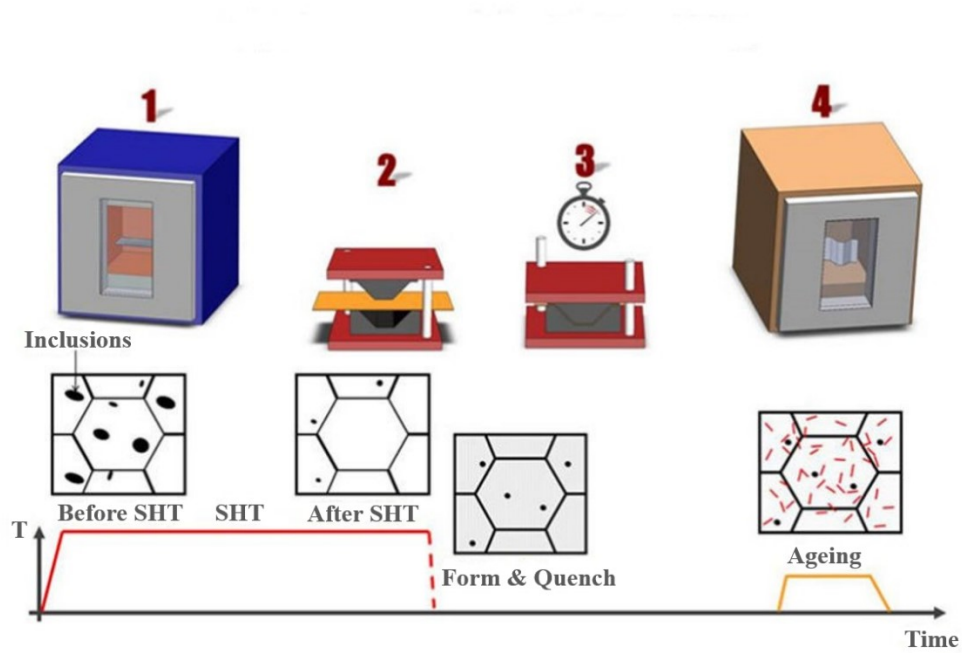 1
2
3
4
Inclusions
Before SHT
SHT
After SHT
Form & Quench
Ageing
T
Time